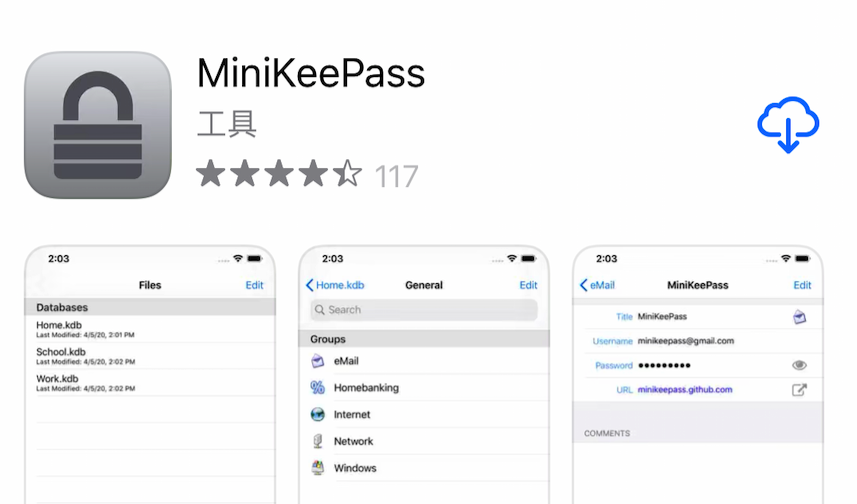 MiniKeePass
工具
117
2:03
Files
Edit
Databases
Home.kdb
Last Modified: 4/5/20, 2:01 PM
School.kdb
Last Modified: 4/5/20, 2:02 PM
Work.kdb
Last Modified: 4/5/20, 2:02 PM
2:03
Home.kdb
General
Edit
Search
Groups
eMail
Homebanking
Internet
Network
Windows
2:03
eMail
MiniKeePass
Edit
Title MiniKeePass
Username minikeepass@gmail.com
Password ●●●●●●●●●
URL minikeepass.github.com
COMMENTS